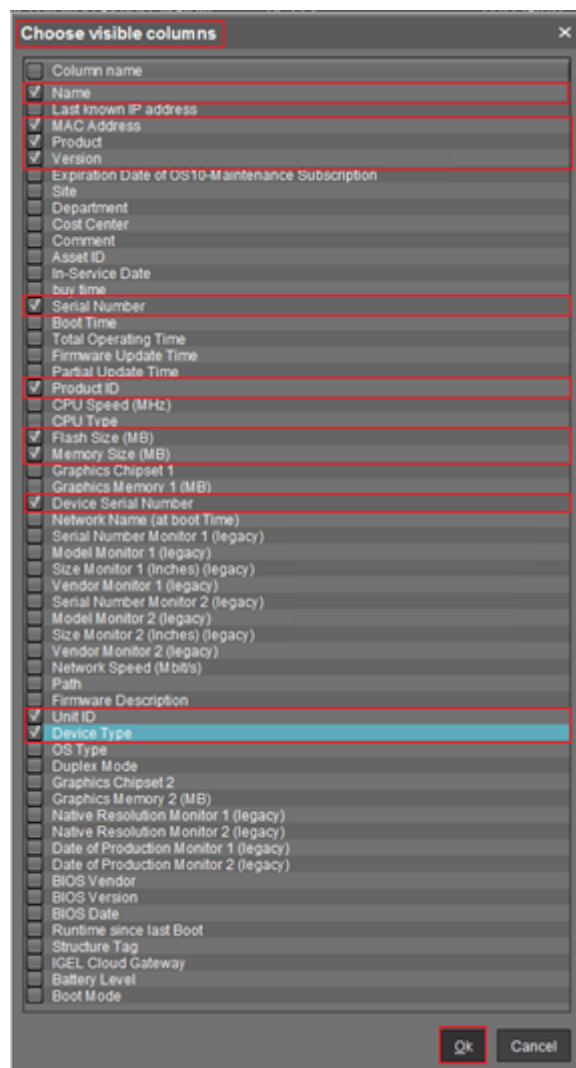 Choose visible columns
Column name
Name
Last known IP address
MAC Address
Product
Version
Expiration Date of OS10-Maintenance Subscription
Site
Department
Cost Center
Comment
Asset ID
In-Service Date
buy time
Serial Number
Boot Time
Total Operating Time
Firmware Update Time
Partial Update Time
Product ID
CPU Speed (MHz)
CPU Type
Flash Size (MB)
Memory Size (MB)
Graphics Chipset 1
Graphics Memory 1 (MB)
Device Serial Number
Network Name (at boot Time)
Serial Number Monitor 1 (legacy)
Model Monitor 1 (legacy)
Size Monitor 1 (Inches) (legacy)
Vendor Monitor 1 (legacy)
Serial Number Monitor 2 (legacy)
Model Monitor 2 (legacy)
Size Monitor 2 (Inches) (legacy)
Vendor Monitor 2 (legacy)
Network Speed (Mbit/s)
Path
Firmware Description
Unit ID
Device Type
OS Type
Duplex Mode
Graphics Chipset 2
Graphics Memory 2 (MB)
Native Resolution Monitor 1 (legacy)
Native Resolution Monitor 2 (legacy)
Date of Production Monitor 1 (legacy)
Date of Production Monitor 2 (legacy)
BIOS Vendor
BIOS Version
BIOS Date
Runtime since last Boot
Structure Tag
IGEL Cloud Gateway
Battery Level
Boot Mode
Ok Cancel